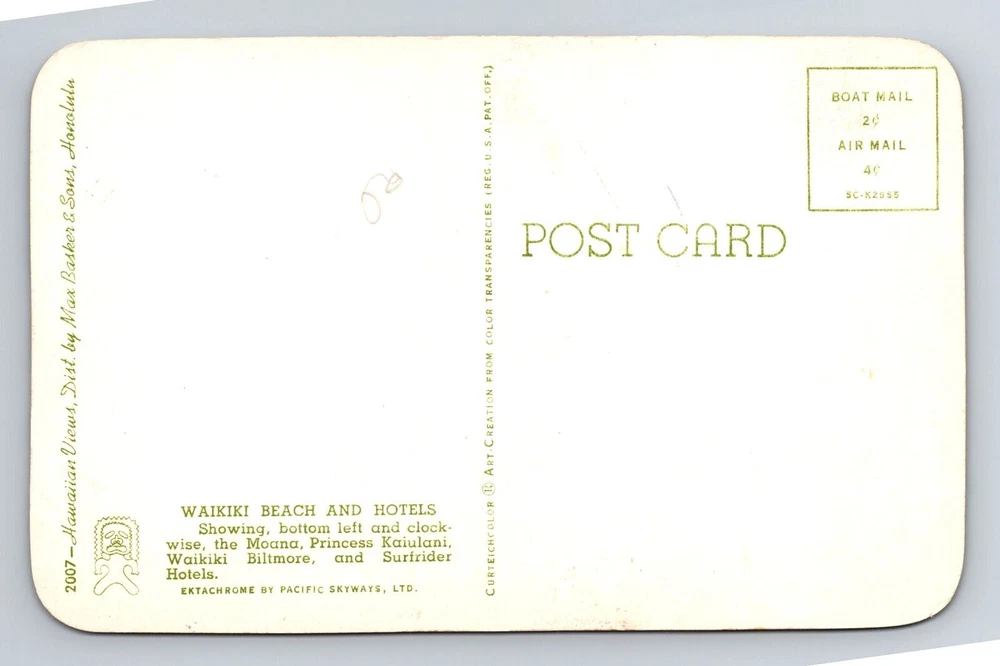 2007—Hawaiian Views, Dist. by Max Basker & Sons, Honolulu
WAIKIKI BEACH AND HOTELS
Showing, bottom left and clock-
wise, the Moana, Princess Kaiulani,
Waikiki Biltmore, and Surfrider
Hotels.
EKTACHROME BY PACIFIC SKYWAYS, LTD.
CURTEICHCOLOR ® ART-CREATION FROM COLOR TRANSPARENCIES (REG. U.S.A. PAT. OFF.)
POST CARD
BOAT MAIL
2¢
AIR MAIL
4¢